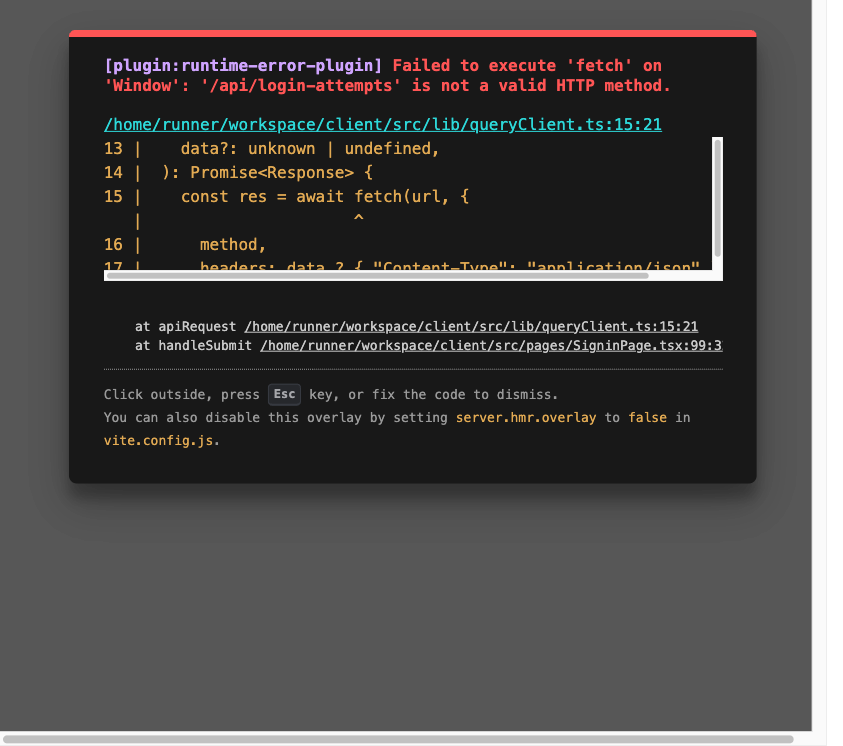 [plugin:runtime-error-plugin] Failed to execute 'fetch' on
'Window': '/api/login-attempts' is not a valid HTTP method.
/home/runner/workspace/client/src/lib/queryClient.ts:15:21
13 |    data?: unknown | undefined,
14 |  ): Promise<Response> {
15 |    const res = await fetch(url, {
   |                       ^
16 |      method,
17 |      headers: data ? { "Content-Type": "application/json"
at apiRequest /home/runner/workspace/client/src/lib/queryClient.ts:15:21
at handleSubmit /home/runner/workspace/client/src/pages/SigninPage.tsx:99:3
Click outside, press Esc key, or fix the code to dismiss.
You can also disable this overlay by setting server.hmr.overlay to false in
vite.config.js.